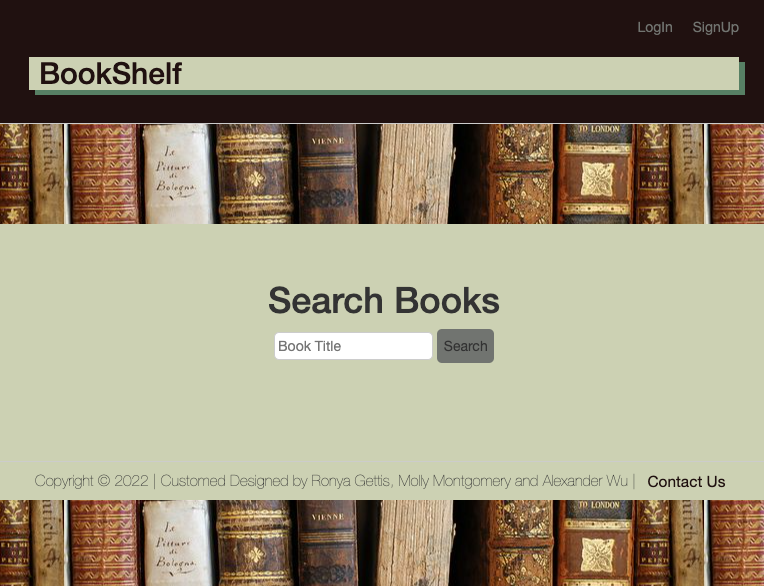 LogIn SignUp
BookShelf
VIENNE
TO LONDON
Le
Pitture
di
Bologna.
Search Books
Book Title Search
Copyright © 2022 | Customed Designed by Ronya Gettis, Molly Montgomery and Alexander Wu | Contact Us
VIENNE
TO LONDON
Le
Pitture
di
Bologna.